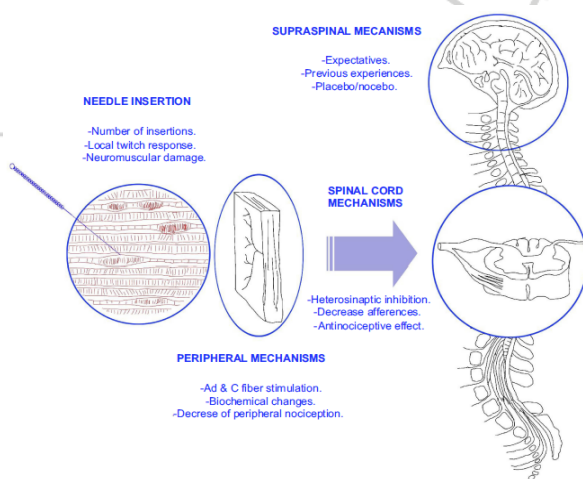 SUPRASPINAL MECANISMS
-Expectatives.
-Previous experiences.
-Placebo/nocebo.
NEEDLE INSERTION
-Number of insertions.
-Local twitch response.
-Neuromuscular damage.
SPINAL CORD
MECHANISMS
-Heterosinaptic inhibition.
-Decrease afferences.
-Antinociceptive effect.
PERIPHERAL MECHANISMS
-Ad & C fiber stimulation.
-Biochemical changes.
-Decrese of peripheral nociception.